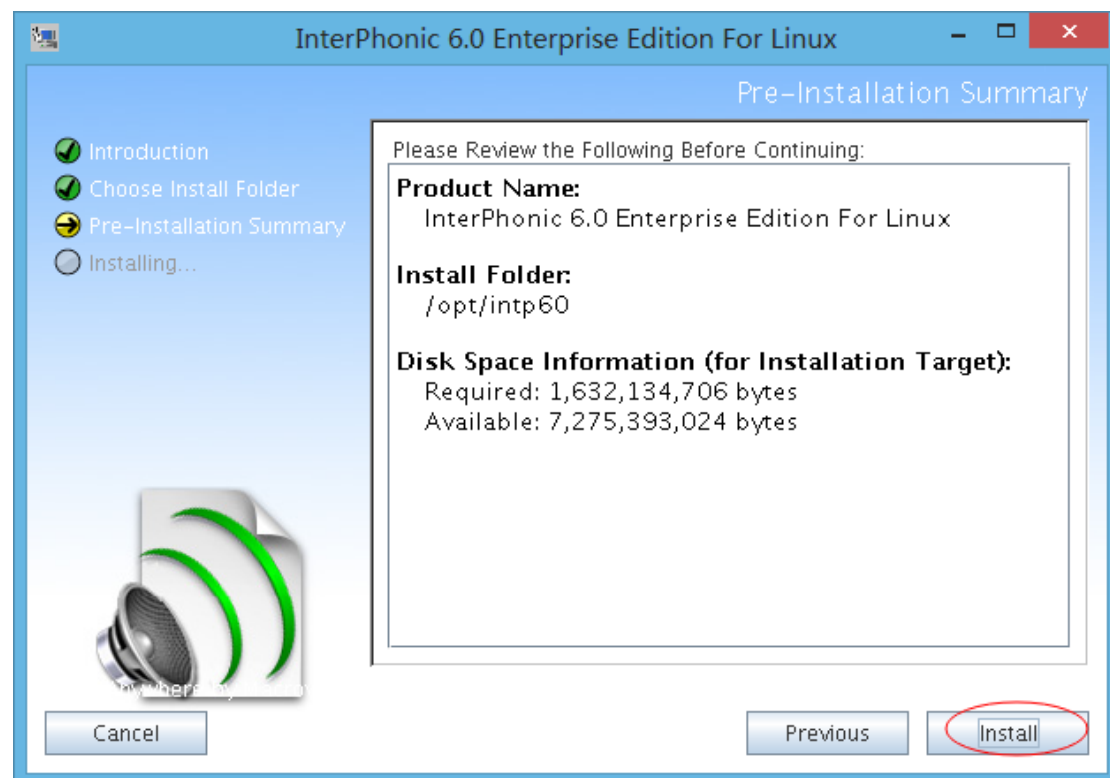 InterPhonic 6.0 Enterprise Edition For Linux
Pre-Installation Summary
Introduction
Choose Install Folder
Pre-Installation Summary
Installing...
Please Review the Following Before Continuing:
Product Name:
InterPhonic 6.0 Enterprise Edition For Linux
Install Folder:
/opt/intp60
Disk Space Information (for Installation Target):
Required: 1,632,134,706 bytes
Available: 7,275,393,024 bytes
Cancel
Previous
Install